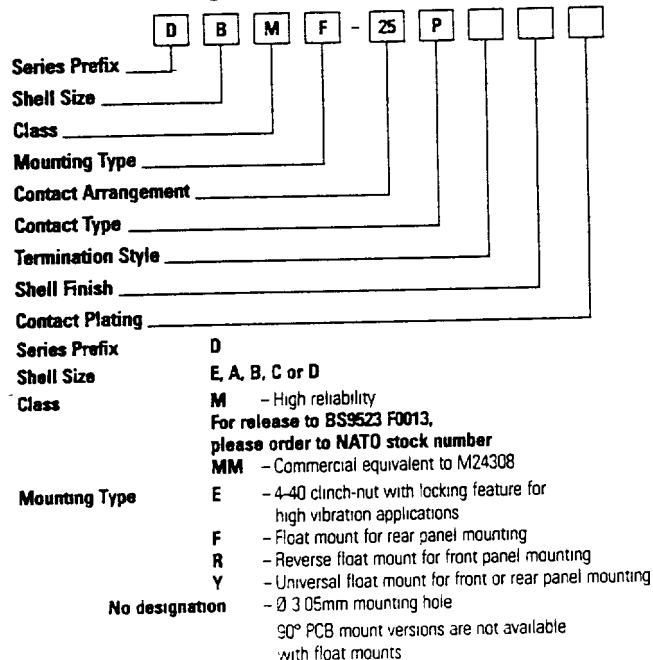 D B M F - 25 P
Series Prefix
Shell Size
Class
Mounting Type
Contact Arrangement
Contact Type
Termination Style
Shell Finish
Contact Plating
Series Prefix D
Shell Size E, A, B, C or D
Class M – High reliability
For release to BS9523 F0013,
please order to NATO stock number
MM – Commercial equivalent to M24308
Mounting Type E – 4-40 clinch-nut with locking feature for
high vibration applications
F – Float mount for rear panel mounting
R – Reverse float mount for front panel mounting
Y – Universal float mount for front or rear panel mounting
No designation – Ø 3 05mm mounting hole
90° PCB mount versions are not available
with float mounts